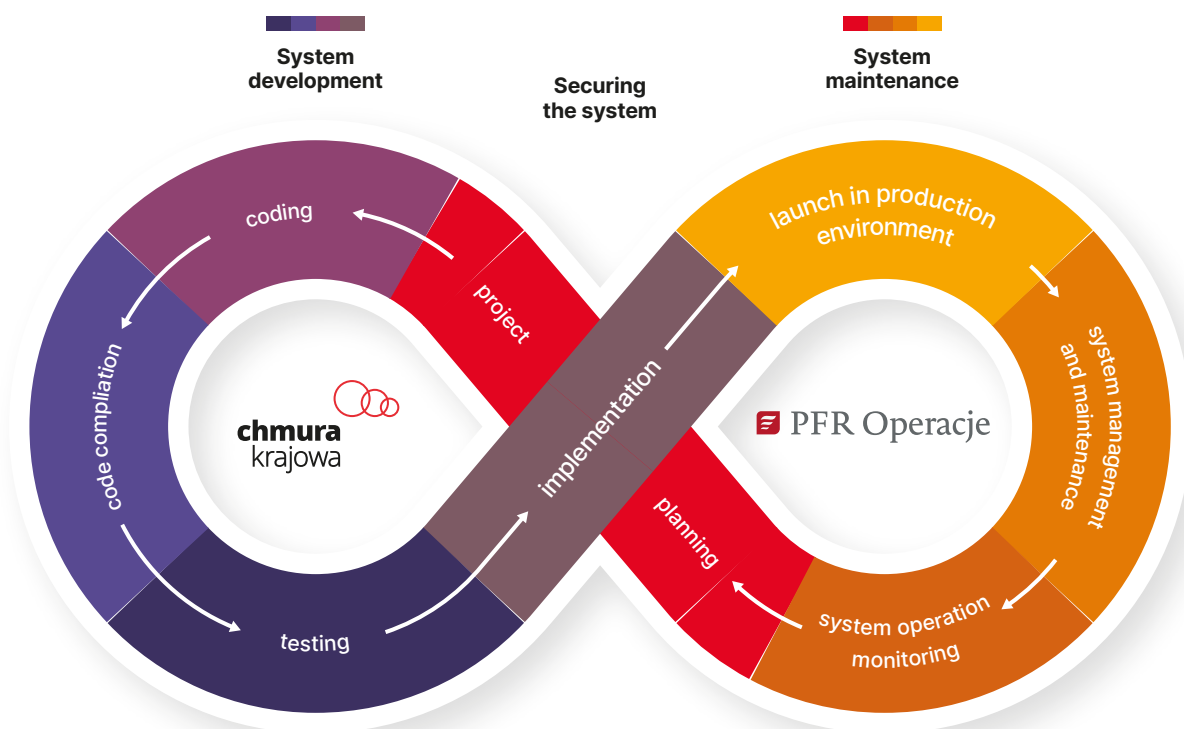 System
development
Securing
the system
System
maintenance
coding
project
code compliation
testing
implementation
launch in production
environment
system management
and maintenance
system operation
monitoring
planning
chmura
krajowa
PFR Operacje